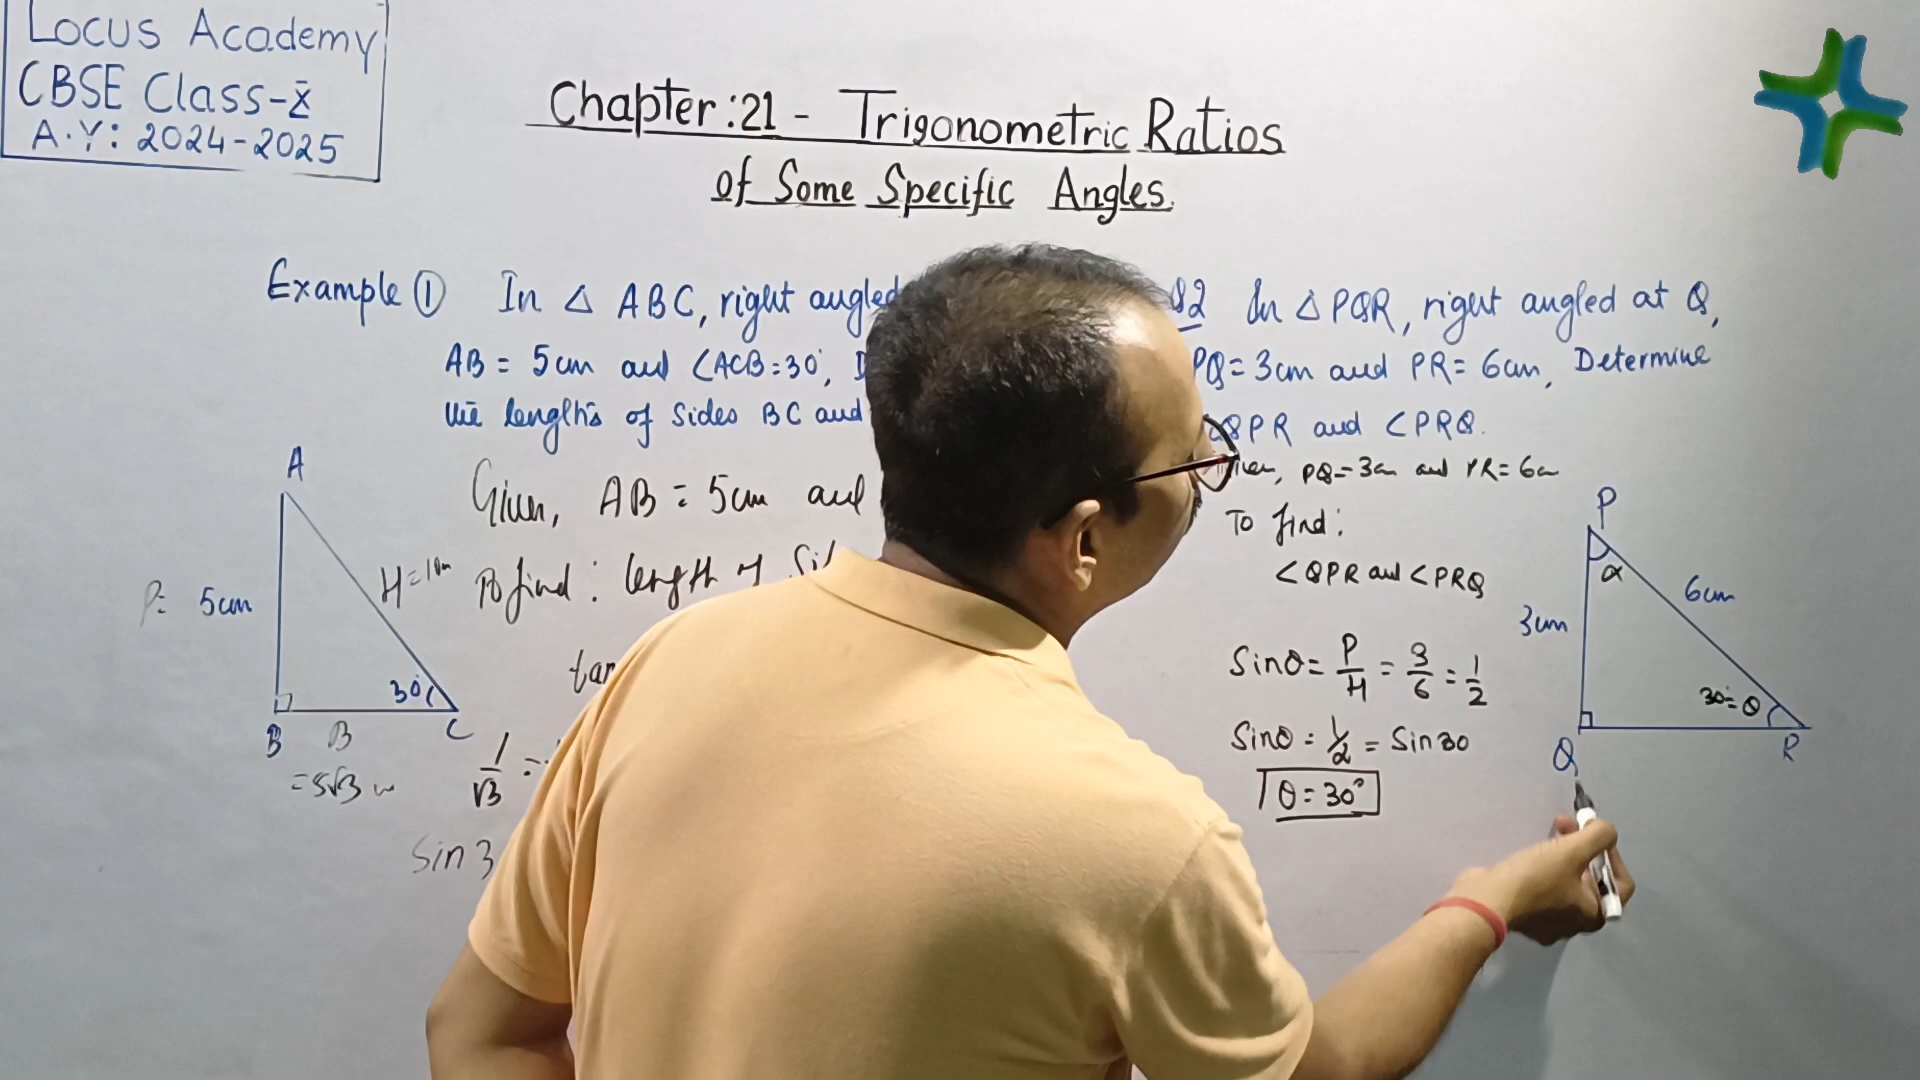 Locus Academy
CBSE Class-X
A.Y: 2024-2025
Chapter:21 - Trigonometric Ratios
of Some Specific Angles.
Example ① In △ ABC, right angled
AB = 5cm and ∠ACB=30°,
the lengths of sides BC and
Given, AB = 5cm and
To find: length of
tan
1/√3 =
Sin 3
A
P= 5cm
H=10cm
30°
B
B
C
=5√3 cm
Q2 In △ PQR, right angled at Q,
PQ=3cm and PR= 6cm, Determine
QPR and ∠PRQ.
PQ=3cm and PR=6cm
To find:
∠QPR and ∠PRQ
Sinθ= P/H = 3/6 = 1/2
Sinθ = 1/2 = Sin30
θ=30°
P
α
6cm
3cm
30°=θ
Q
R